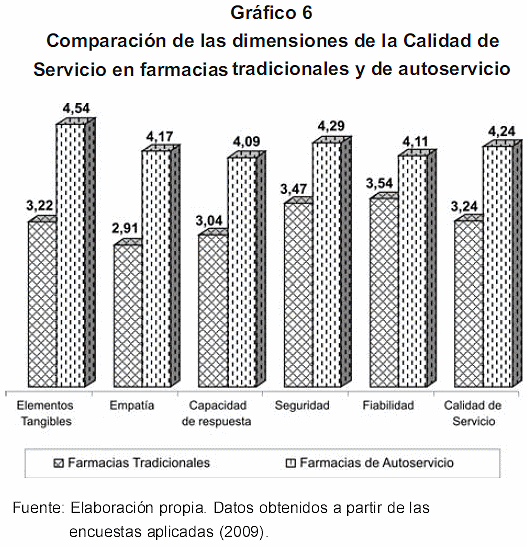 Gráfico 6
Comparación de las dimensiones de la Calidad de
Servicio en farmacias tradicionales y de autoservicio
4,54
4,17
4,09
4,29
4,11
4,24
3,22
2,91
3,04
3,47
3,54
3,24
Elementos
Tangibles
Empatía
Capacidad
de respuesta
Seguridad
Fiabilidad
Calidad de
Servicio
Farmacias Tradicionales
Farmacias de Autoservicio
Fuente: Elaboración propia. Datos obtenidos a partir de las
encuestas aplicadas (2009).